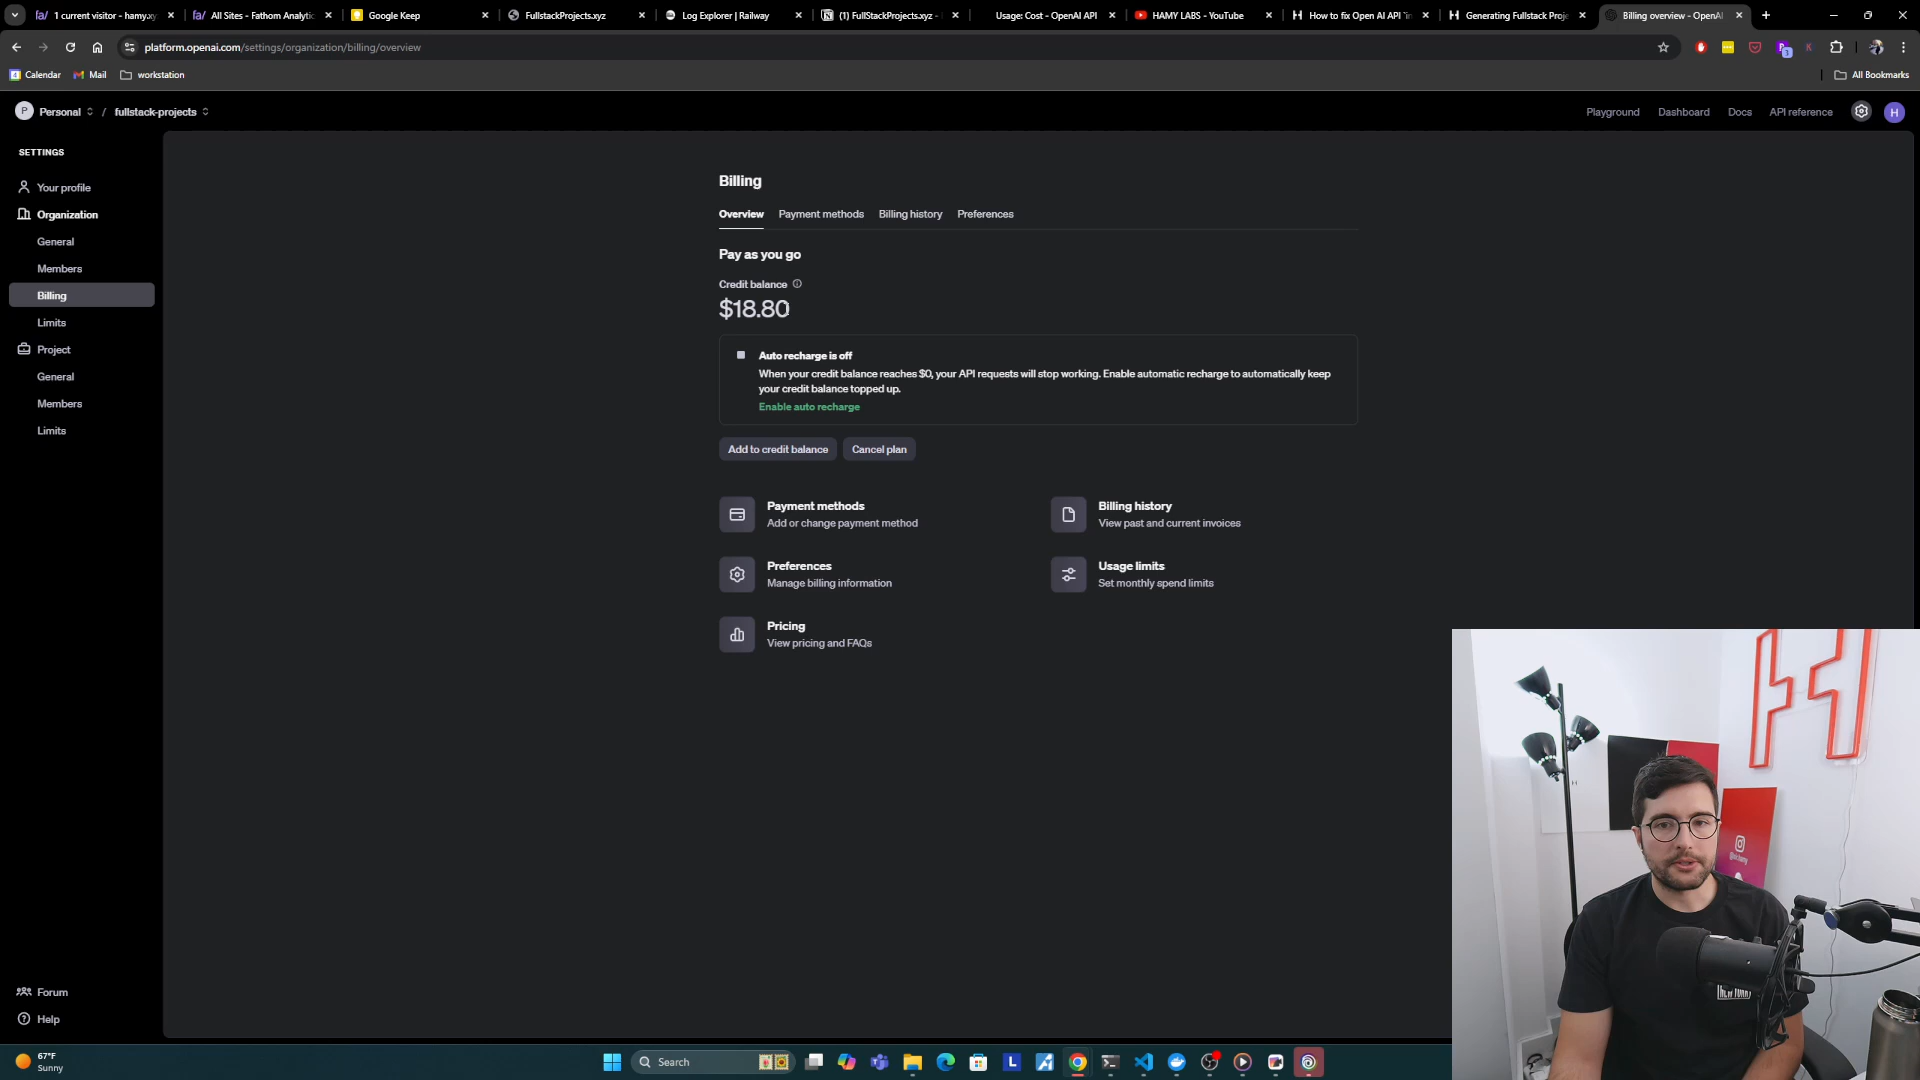 1 current visitor - hamy.xy
All Sites - Fathom Analytic
Google Keep
FullstackProjects.xyz
Log Explorer | Railway
(1) FullStackProjects.xyz -
Usage: Cost - OpenAI API
HAMY LABS - YouTube
How to fix Open AI API "in
Generating Fullstack Proje
Billing overview - OpenAI
platform.openai.com/settings/organization/billing/overview
Calendar
Mail
workstation
All Bookmarks
P Personal / fullstack-projects
Playground
Dashboard
Docs
API reference
H
SETTINGS
Your profile
Organization
General
Members
Billing
Limits
Project
General
Members
Limits
Forum
Help
Billing
Overview
Payment methods
Billing history
Preferences
Pay as you go
Credit balance
$18.80
Auto recharge is off
When your credit balance reaches $0, your API requests will stop working. Enable automatic recharge to automatically keep
your credit balance topped up.
Enable auto recharge
Add to credit balance
Cancel plan
Payment methods
Add or change payment method
Billing history
View past and current invoices
Preferences
Manage billing information
Usage limits
Set monthly spend limits
Pricing
View pricing and FAQs
67°F
Sunny
Search